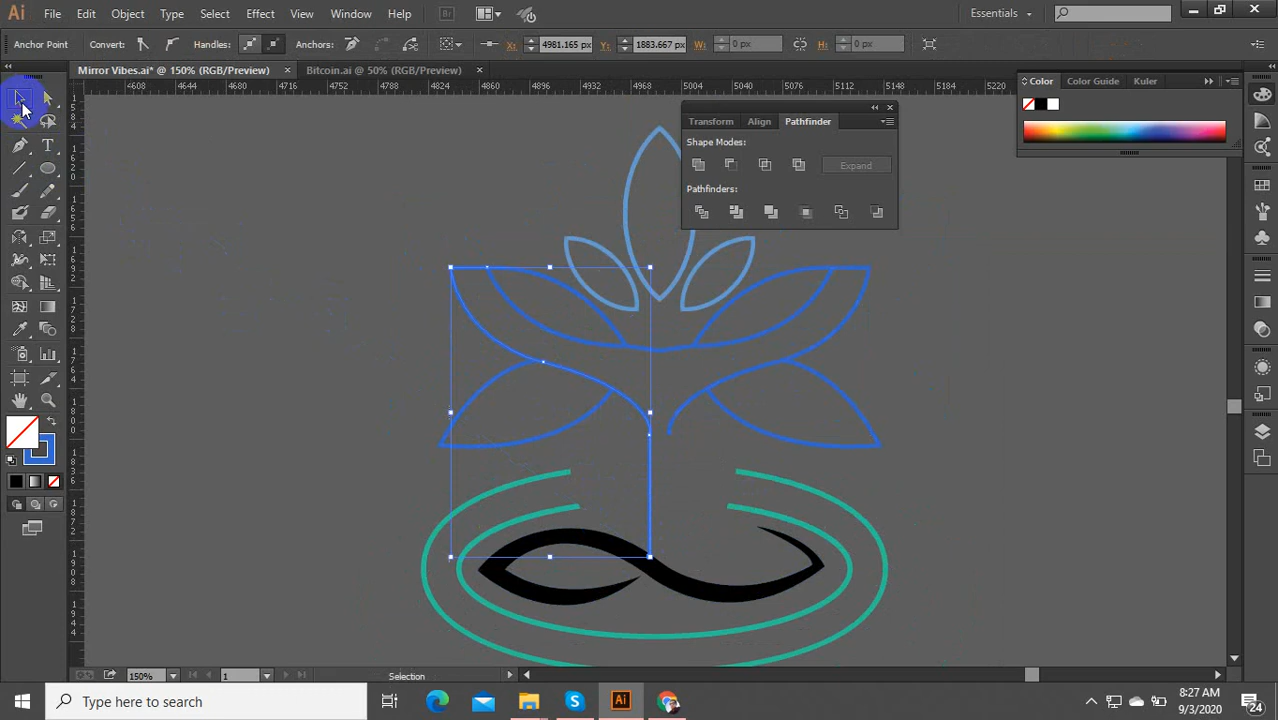 Ai File Edit Object Type Select Effect View Window Help Br Essentials
Anchor Point Convert: Handles: Anchors: X: 4981.165 px Y: 1883.667 px W: 0 px H: 0 px
Mirror Vibes.ai* @ 150% (RGB/Preview) × Bitcoin.ai @ 50% (RGB/Preview) ×
4608 4644 4680 4716 4752 4788 4824 4860 4896 4932 4968 5004 5040 5076 5112 5148 5184 5220
Color Color Guide Kuler
Transform Align Pathfinder
Shape Modes:
Expand
Pathfinders:
150% 1 Selection
Type here to search
Ai
8:27 AM
9/3/2020
24